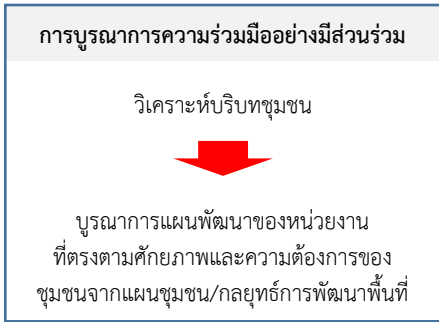 การบูรณาการความร่วมมืออย่างมีส่วนร่วม
วิเคราะห์บริบทชุมชน
บูรณาการแผนพัฒนาของหน่วยงาน
ที่ตรงตามศักยภาพและความต้องการของ
ชุมชนจากแผนชุมชน/กลยุทธ์การพัฒนาพื้นที่